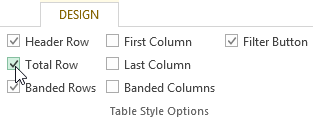 DESIGN
Header Row First Column Filter Button
Total Row Last Column
Banded Rows Banded Columns
Table Style Options